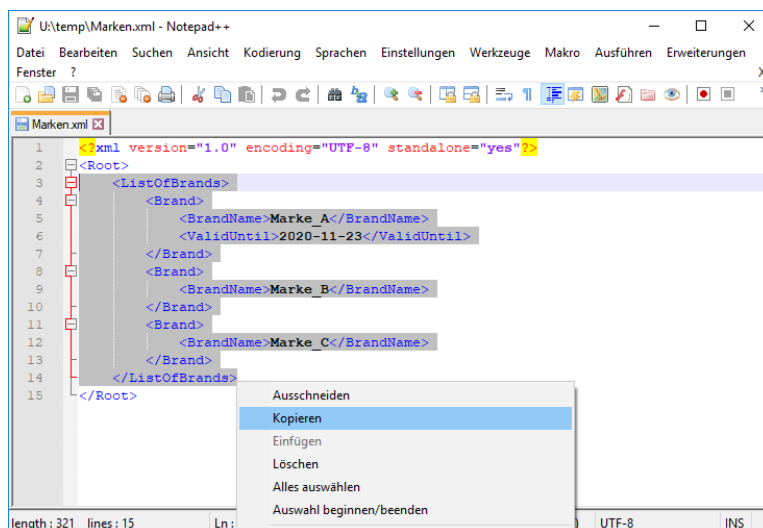 U:\temp\Marken.xml - Notepad++
Datei Bearbeiten Suchen Ansicht Kodierung Sprachen Einstellungen Werkzeuge Makro Ausführen Erweiterungen
Fenster ? X
Marken.xml
1 <?xml version="1.0" encoding="UTF-8" standalone="yes"?>
2 <Root>
3 <ListOfBrands>
4 <Brand>
5 <BrandName>Marke_A</BrandName>
6 <ValidUntil>2020-11-23</ValidUntil>
7 </Brand>
8 <Brand>
9 <BrandName>Marke_B</BrandName>
10 </Brand>
11 <Brand>
12 <BrandName>Marke_C</BrandName>
13 </Brand>
14 </ListOfBrands>
15 </Root>
Ausschneiden
Kopieren
Einfügen
Löschen
Alles auswählen
Auswahl beginnen/beenden
length : 321 lines : 15 Ln : ) UTF-8 INS